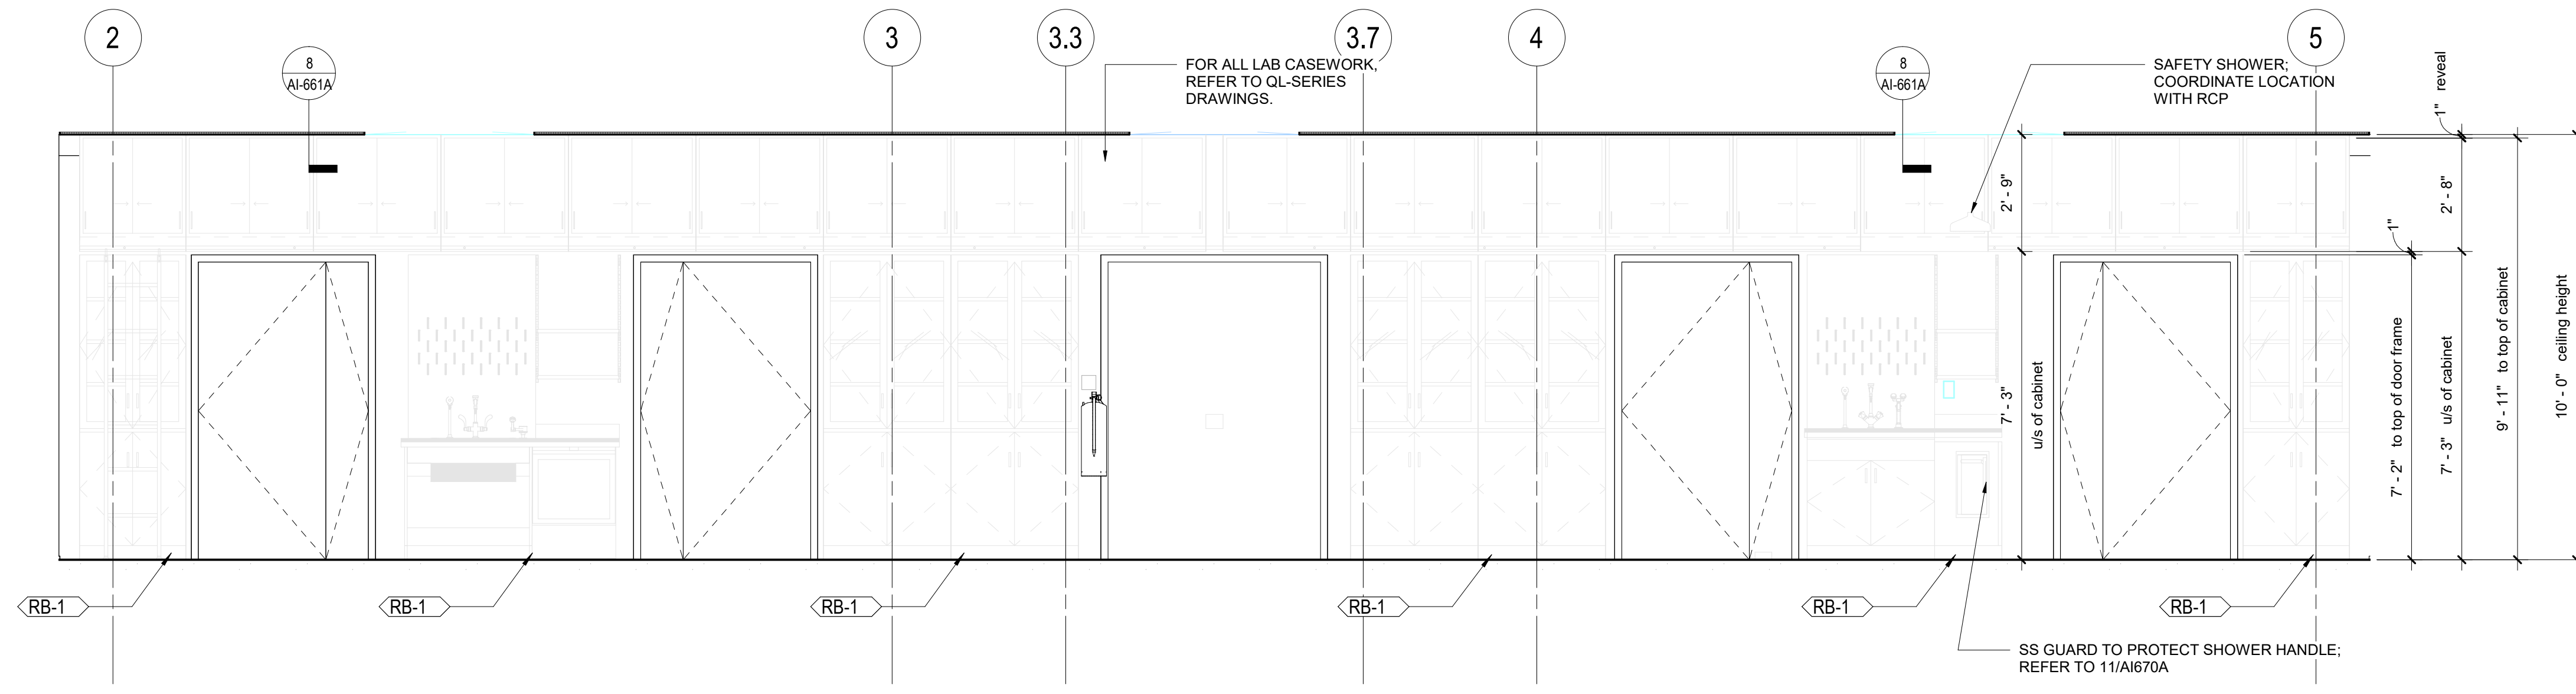 2
3
3.3
3.7
4
5
8
AI-661A
8
AI-661A
FOR ALL LAB CASEWORK,
REFER TO QL-SERIES
DRAWINGS.
SAFETY SHOWER;
COORDINATE LOCATION
WITH RCP
1" reveal
2' - 9"
2' - 8"
1"
7' - 3"
u/s of cabinet
7' - 2" to top of door frame
7' - 3" u/s of cabinet
9' - 11" to top of cabinet
10' - 0" ceiling height
RB-1
RB-1
RB-1
RB-1
RB-1
RB-1
SS GUARD TO PROTECT SHOWER HANDLE;
REFER TO 11/AI670A